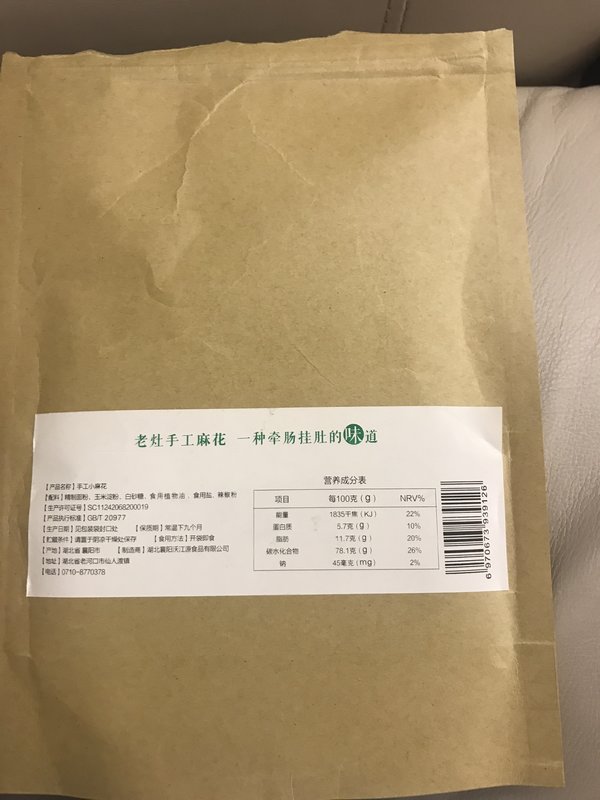 老灶手工麻花 一种牵肠挂肚的味道
【产品名称】手工小麻花
【配料】精制面粉、玉米淀粉、白砂糖、食用植物油、食用盐、辣椒粉
【生产许可证号】SC11242068200019
【产品执行标准】GB/T 20977
【生产日期】见包装袋封口处 【保质期】常温下九个月
【贮藏条件】请置于阴凉干燥处保存 【食用方法】开袋即食
【产地】湖北省 襄阳市 【制造商】湖北襄阳沃江源食品有限公司
【地址】湖北省老河口市仙人渡镇
【电话】0710-8770378
营养成分表
项目 每100克(g) NRV%
能量 1835千焦(KJ) 22%
蛋白质 5.7克(g) 10%
脂肪 11.7克(g) 20%
碳水化合物 78.1克(g) 26%
钠 45毫克(mg) 2%
6 970673 939126